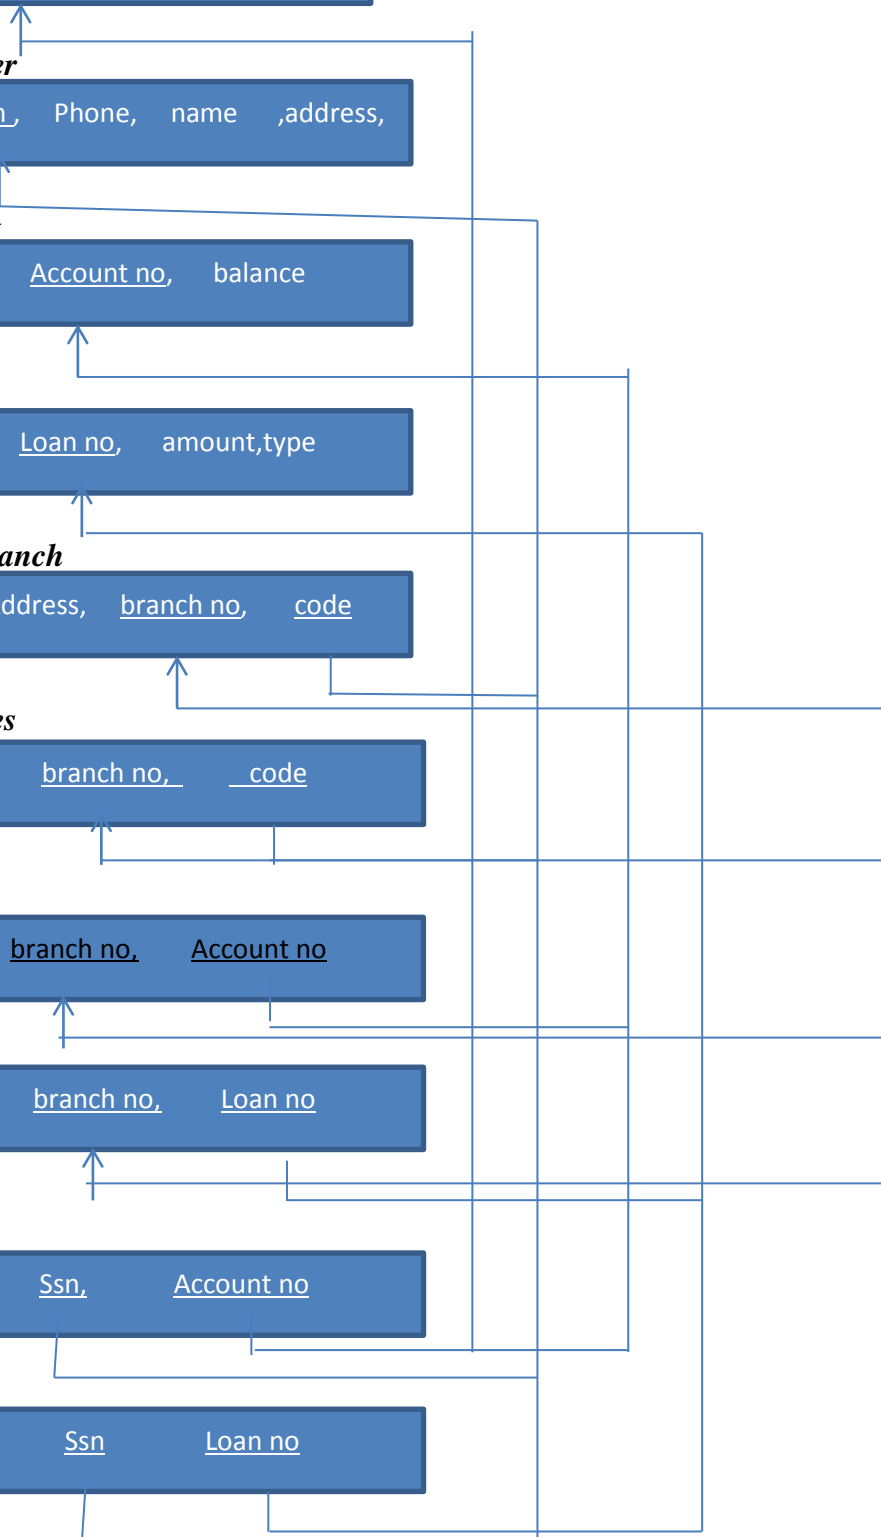 er
n , Phone, name ,address,
Account no, balance
Loan no, amount,type
anch
ddress, branch no, code
es
branch no, code
branch no, Account no
branch no, Loan no
Ssn, Account no
Ssn Loan no